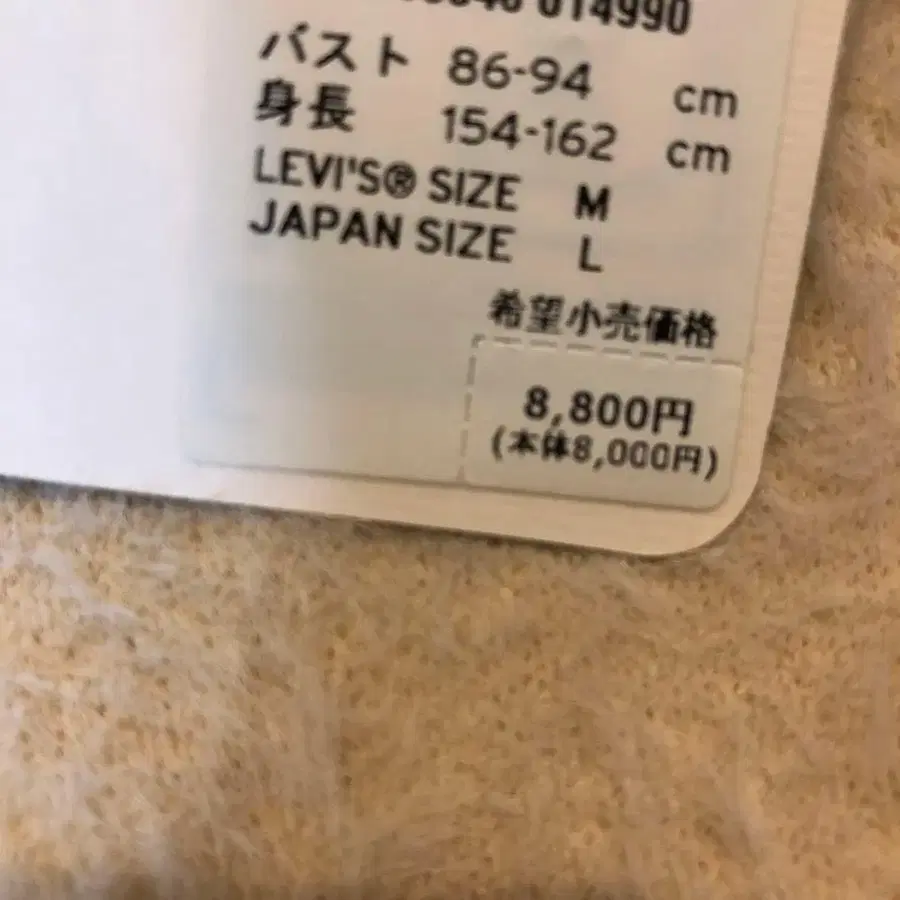 014990
バスト 86-94 cm
身長 154-162 cm
LEVI'S® SIZE M
JAPAN SIZE L
希望小売価格
8,800円
(本体8,000円)